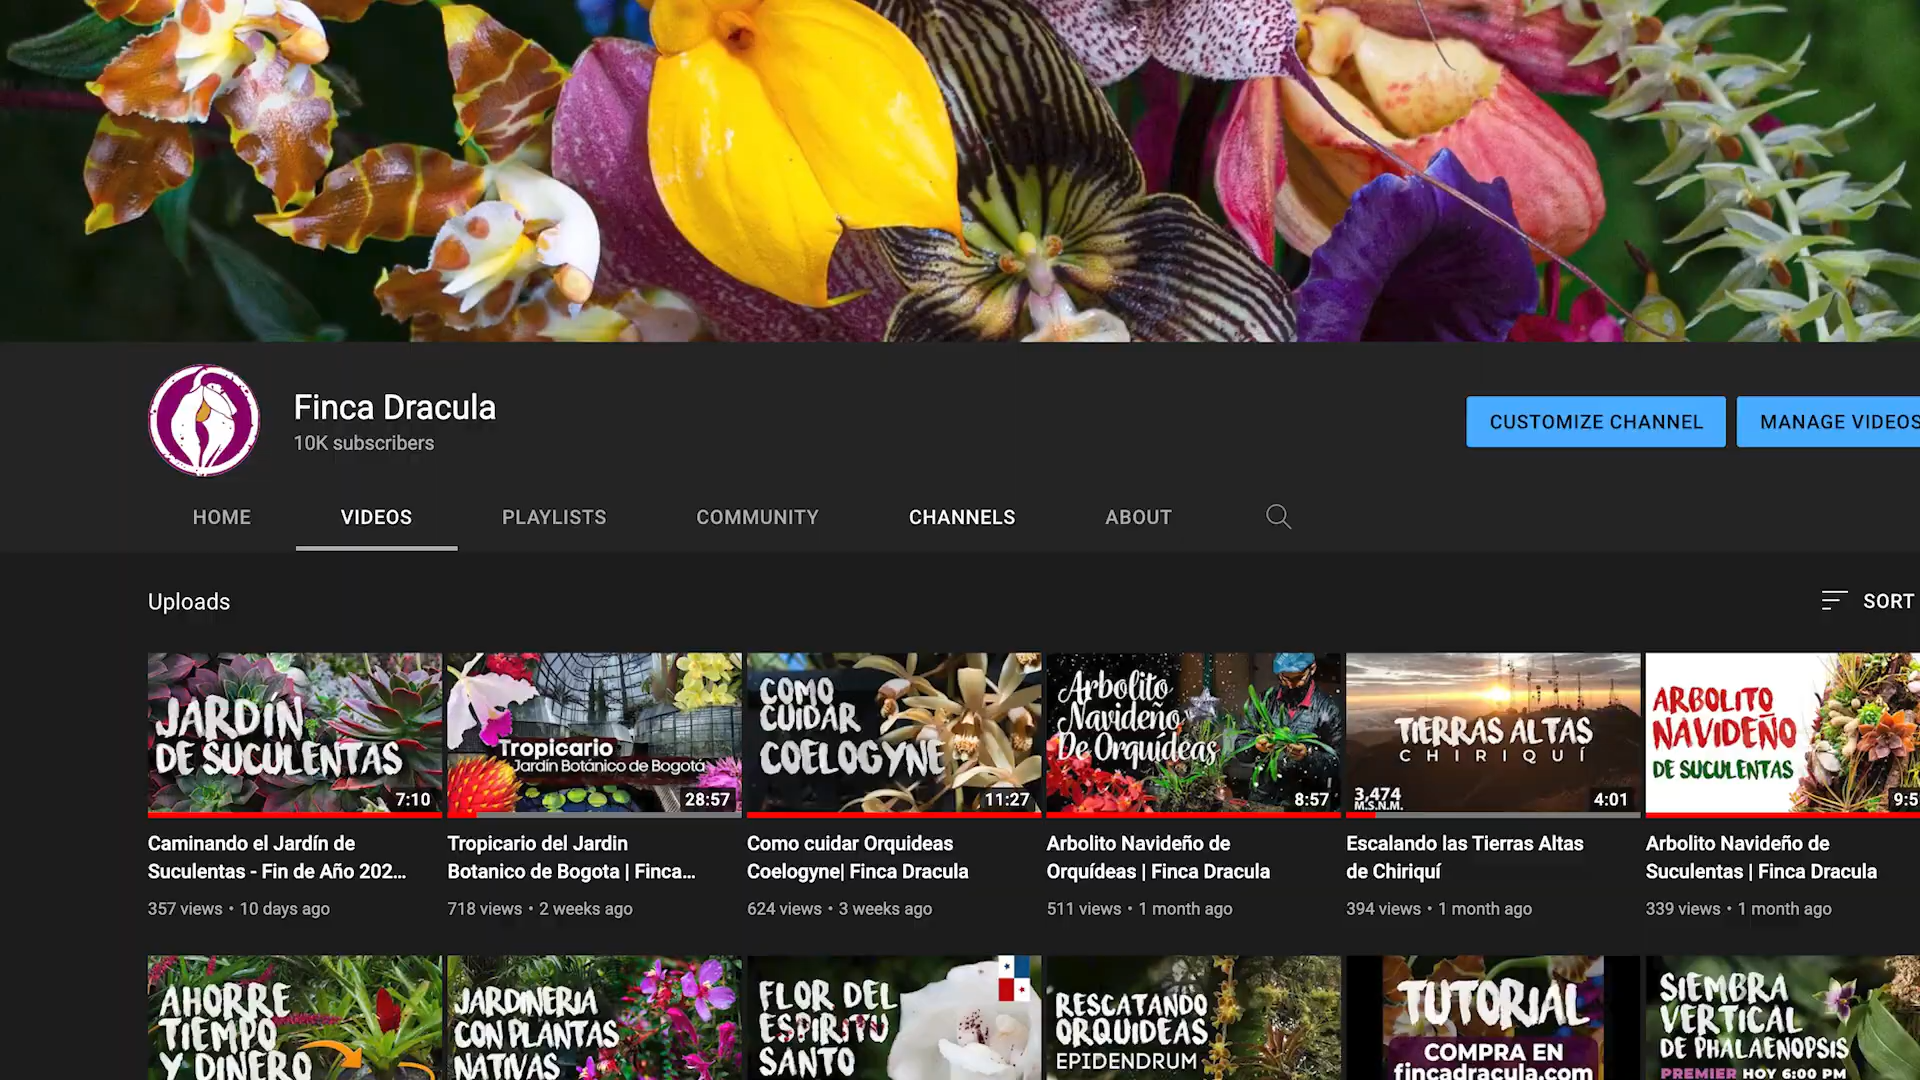 Finca Dracula
10K subscribers
CUSTOMIZE CHANNEL
MANAGE VIDEOS
HOME
VIDEOS
PLAYLISTS
COMMUNITY
CHANNELS
ABOUT
Uploads
SORT
JARDÍN
DE SUCULENTAS
7:10
Tropicario
Jardín Botánico de Bogotá
28:57
COMO
CUIDAR
COELOGYNE
11:27
Arbolito
Navideño
De Orquídeas
8:57
TIERRAS ALTAS
CHIRIQUÍ
3,474
M.S.N.M.
4:01
ARBOLITO
NAVIDEÑO
DE SUCULENTAS
9:5
Caminando el Jardín de
Suculentas - Fin de Año 202...
357 views • 10 days ago
Tropicario del Jardin
Botanico de Bogota | Finca...
718 views • 2 weeks ago
Como cuidar Orquideas
Coelogyne| Finca Dracula
624 views • 3 weeks ago
Arbolito Navideño de
Orquídeas | Finca Dracula
511 views • 1 month ago
Escalando las Tierras Altas
de Chiriquí
394 views • 1 month ago
Arbolito Navideño de
Suculentas | Finca Dracula
339 views • 1 month ago
AHORRE
TIEMPO
Y DINERO
JARDINERIA
CON PLANTAS
NATIVAS
FLOR DEL
ESPIRITU
SANTO
RESCATANDO
ORQUIDEAS
EPIDENDRUM
TUTORIAL
COMPRA EN
fincadracula.com
SIEMBRA
VERTICAL
DE PHALAENOPSIS
PREMIER HOY 6:00 PM